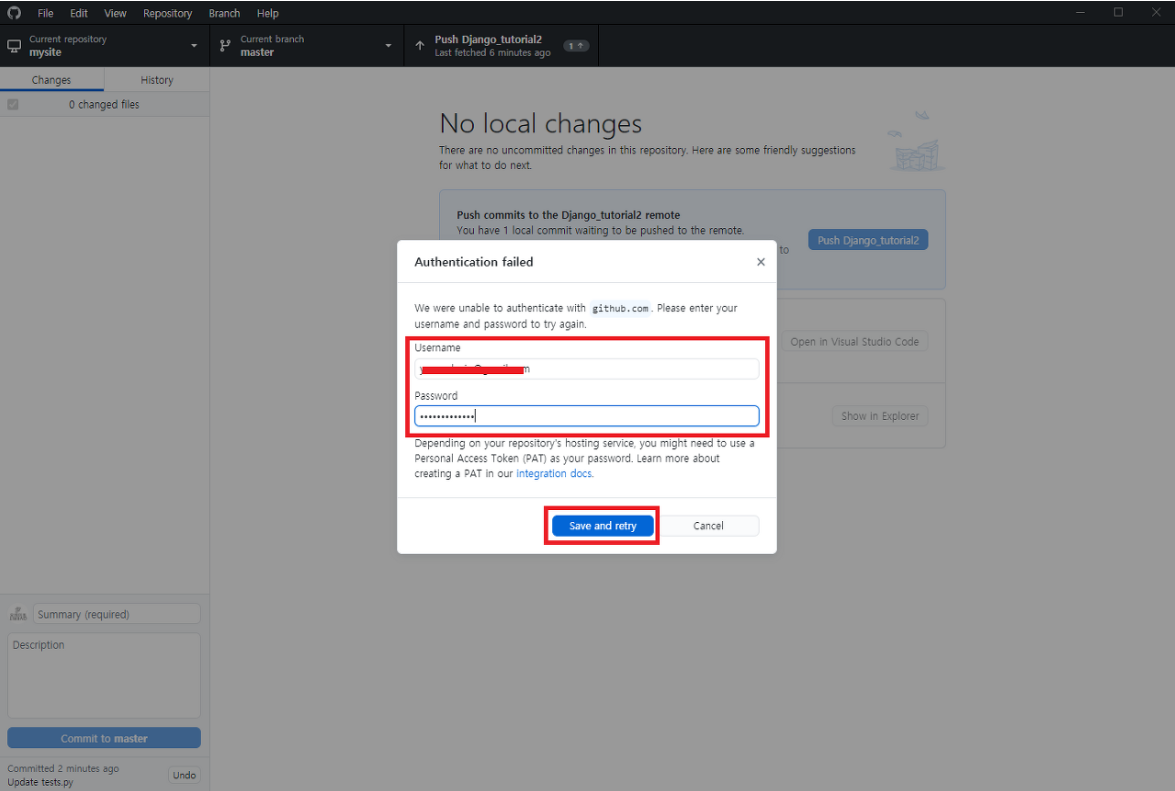 File Edit View Repository Branch Help
Current repository
mysite
Current branch
master
Push Django_tutorial2
Last fetched 6 minutes ago
1
Changes History
0 changed files
No local changes
There are no uncommitted changes in this repository. Here are some friendly suggestions
for what to do next.
Push commits to the Django_tutorial2 remote
You have 1 local commit waiting to be pushed to the remote.
to
Push Django_tutorial2
Open in Visual Studio Code
Show in Explorer
Authentication failed
We were unable to authenticate with github.com. Please enter your
username and password to try again.
Username
Password
•••••••••••••
Depending on your repository's hosting service, you might need to use a
Personal Access Token (PAT) as your password. Learn more about
creating a PAT in our integration docs.
Save and retry Cancel
Summary (required)
Description
Commit to master
Committed 2 minutes ago
Update tests.py
Undo